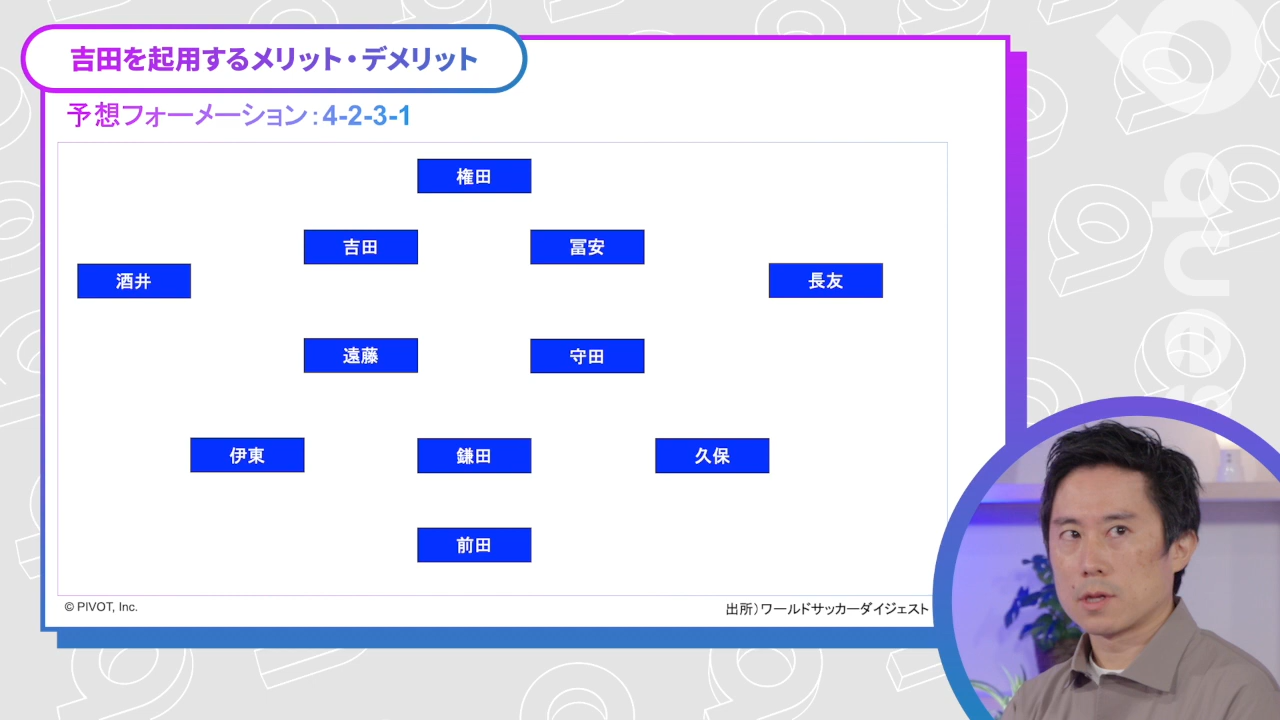 吉田を起用するメリット・デメリット
予想フォーメーション：4-2-3-1
権田
吉田
冨安
酒井
長友
遠藤
守田
伊東
鎌田
久保
前田
© PIVOT, Inc.
出所）ワールドサッカーダイジェスト